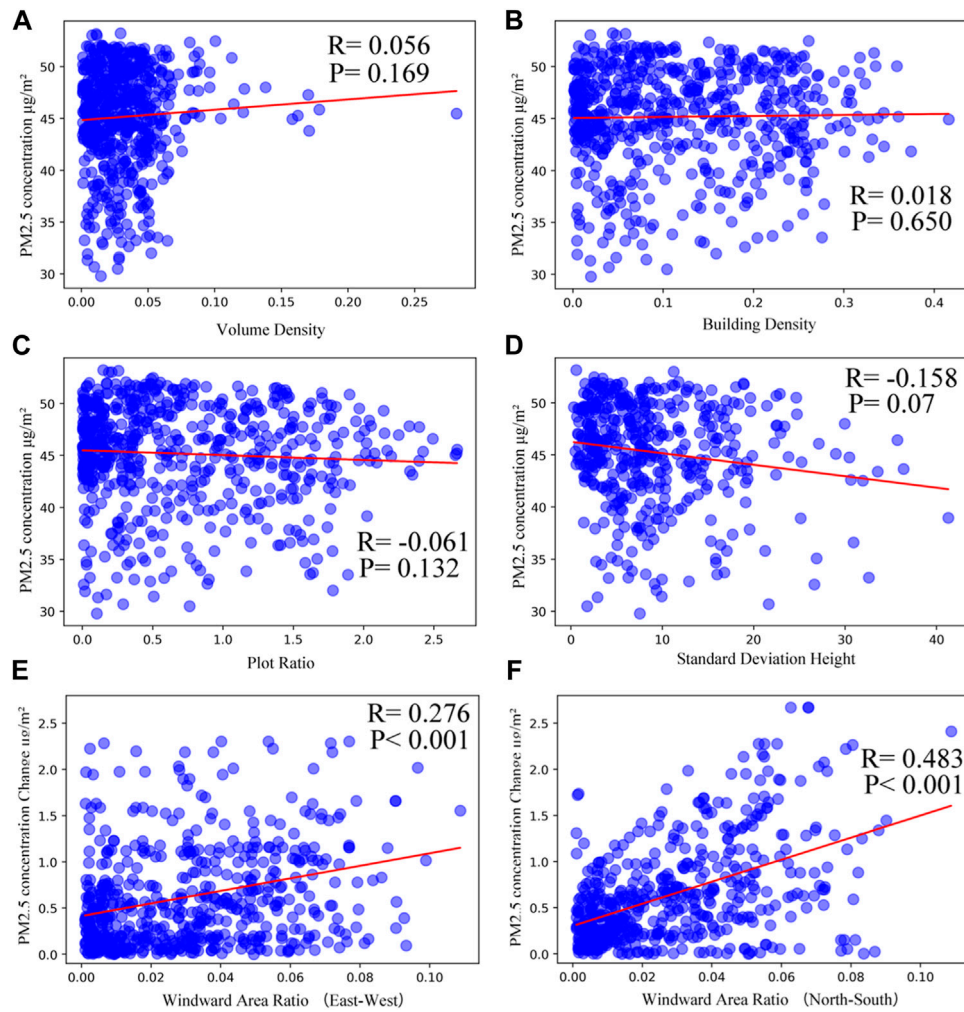 A
PM2.5 concentration µg/m²
50
45
40
35
30
R= 0.056
P= 0.169
0.00 0.05 0.10 0.15 0.20 0.25
Volume Density
B
PM2.5 concentration µg/m²
50
45
40
35
30
R= 0.018
P= 0.650
0.0 0.1 0.2 0.3 0.4
Building Density
C
PM2.5 concentration µg/m²
50
45
40
35
30
R= -0.061
P= 0.132
0.0 0.5 1.0 1.5 2.0 2.5
Plot Ratio
D
PM2.5 concentration µg/m²
50
45
40
35
30
R= -0.158
P= 0.07
0 10 20 30 40
Standard Deviation Height
E
PM2.5 concentration Change µg/m²
2.5
2.0
1.5
1.0
0.5
0.0
R= 0.276
P< 0.001
0.00 0.02 0.04 0.06 0.08 0.10
Windward Area Ratio （East-West）
F
PM2.5 concentration Change µg/m²
2.5
2.0
1.5
1.0
0.5
0.0
R= 0.483
P< 0.001
0.00 0.02 0.04 0.06 0.08 0.10
Windward Area Ratio （North-South）